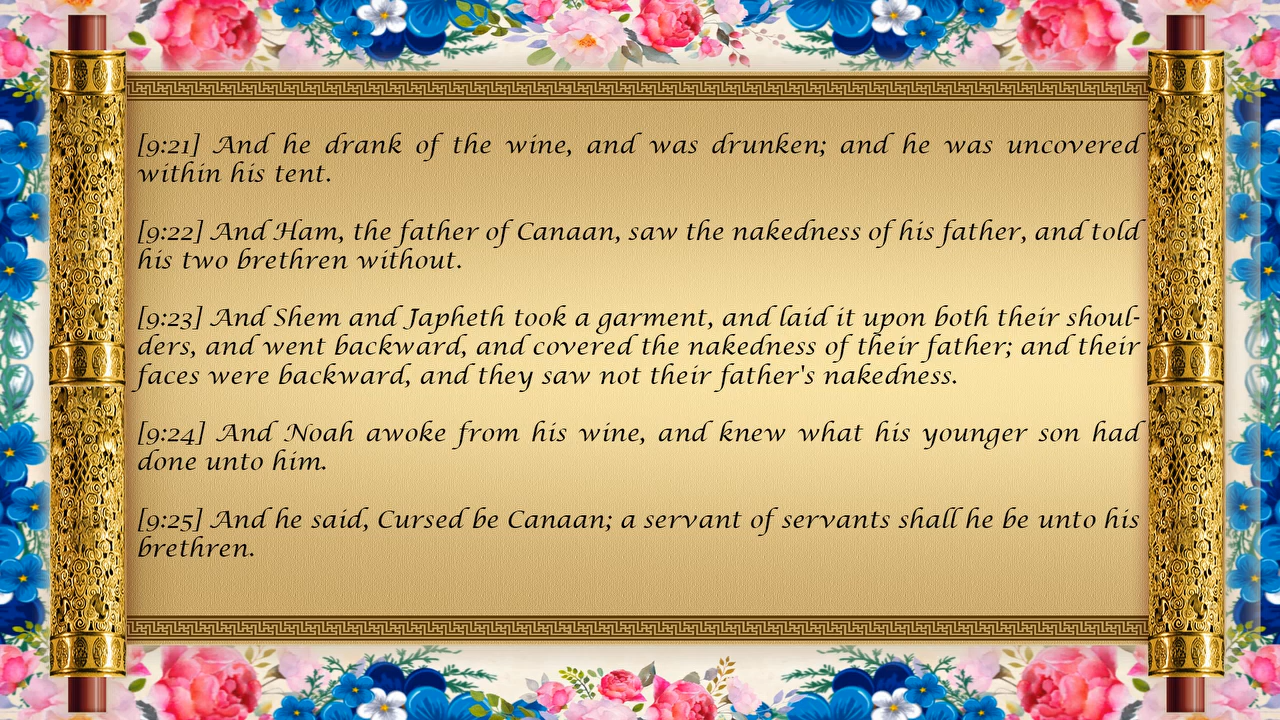 [9:21] And he drank of the wine, and was drunken; and he was uncovered
within his tent.
[9:22] And Ham, the father of Canaan, saw the nakedness of his father, and told
his two brethren without.
[9:23] And Shem and Japheth took a garment, and laid it upon both their shoul-
ders, and went backward, and covered the nakedness of their father; and their
faces were backward, and they saw not their father's nakedness.
[9:24] And Noah awoke from his wine, and knew what his younger son had
done unto him.
[9:25] And he said, Cursed be Canaan; a servant of servants shall he be unto his
brethren.